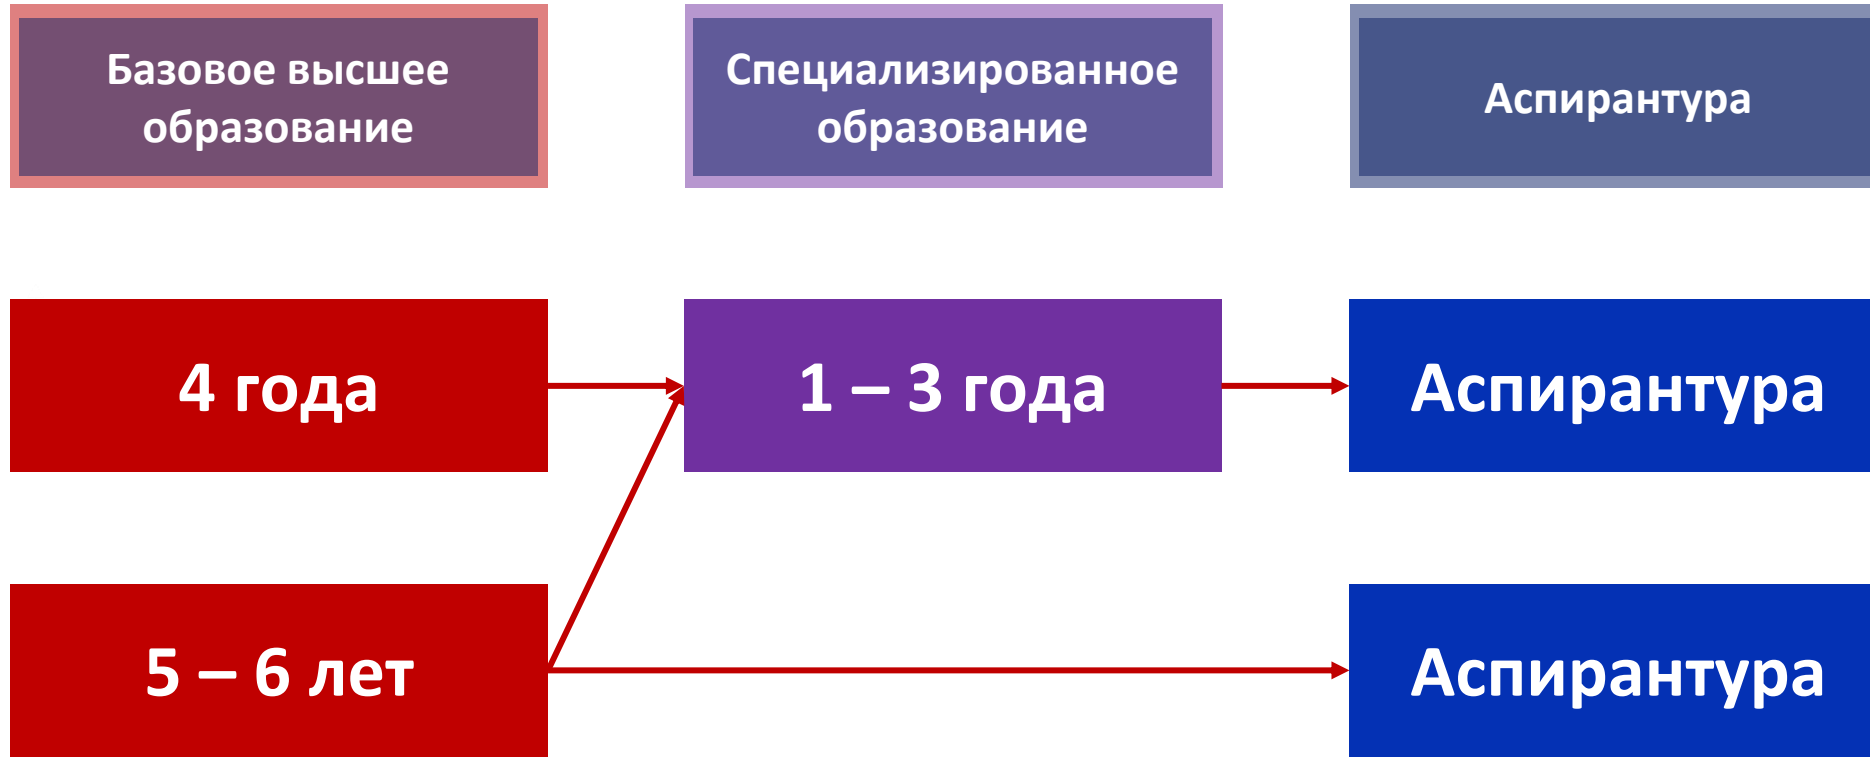 Базовое высшее
образование
Специализированное
образование
Аспирантура
4 года
1 – 3 года
Аспирантура
5 – 6 лет
Аспирантура